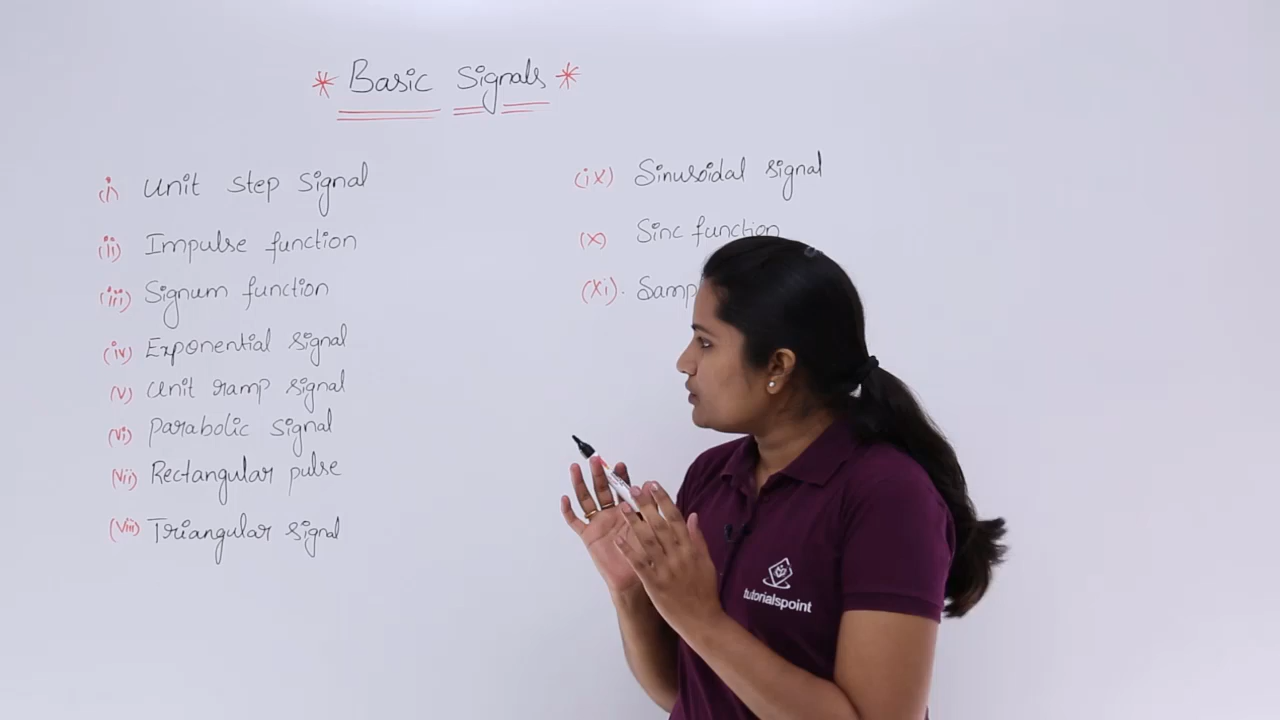 * Basic Signals *
(i) Unit step signal
(ii) Impulse function
(iii) Signum function
(iv) Exponential signal
(v) Unit ramp signal
(vi) Parabolic signal
(vii) Rectangular pulse
(viii) Triangular signal
(ix) Sinusoidal signal
(x) Sinc function
(xi).
tutorialspoint